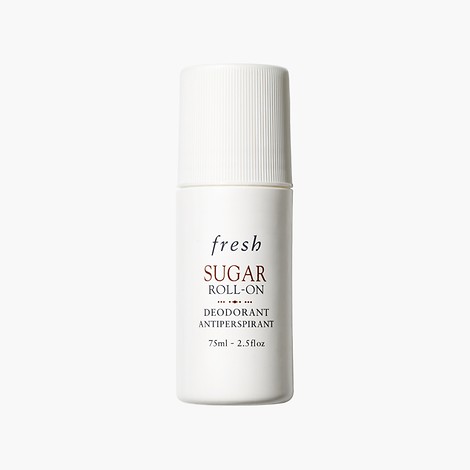 fresh
SUGAR
ROLL-ON
DEODORANT
ANTIPERSPIRANT
75ml - 2.5floz